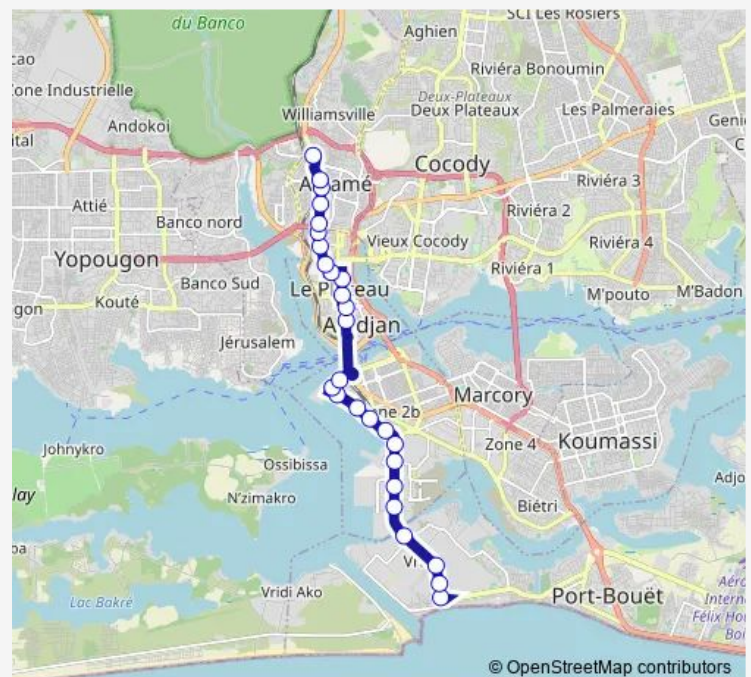 du Banco
SCI Les Rosiers
Aghien
Riviéra Bonoumin
Zone Industrielle
Deux-Plateaux
Deux Plateaux
Les Palmeraies
Williamsville
Andokoi
Cocody
Riviéra 3
Attié
Riviéra 2
Banco nord
Vieux Cocody
Riviéra 4
Yopougon
Riviéra 1
Banco Sud
M'pouto
M'Badon
Kouté
Jérusalem
Marcory
Zone 4
Koumassi
Johnykro
Ossibissa
N'zimakro
Biétri
Vridi Ako
Lac Bakré
Port-Bouët
© OpenStreetMap contributors